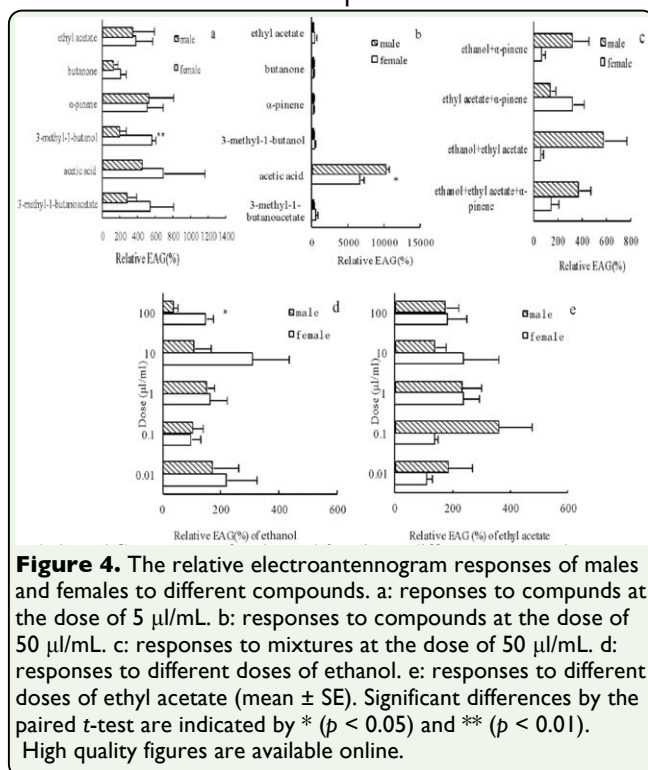 ethyl acetate
butanone
α-pinene
3-methyl-1-butanol
acetic acid
3-methyl-1-butanoacetate
a
male
female
**
0 200 400 600 800 1000 1200 1400
Relative EAG(%)
ethyl acetate
butanone
α-pinene
3-methyl-1-butanol
acetic acid
3-methyl-1-
butanoacetate
b
male
female
*
0 5000 10000 15000
Relative EAG(%)
ethanol+α-pinene
ethyl acetate+α-pinene
ethanol+ethyl acetate
ethanol+ethyl acetate+α-
pinene
c
male
female
0 200 400 600 800
Relative EAG(%)
d
male
female
*
Dose (µl/ml)
100
10
1
0.1
0.01
0 200 400 600
Relative EAG(%) of ethanol
e
male
female
Dose (µl/ml)
100
10
1
0.1
0.01
0 200 400 600
Relative EAG (%) of ethyl acetate
Figure 4. The relative electroantennogram responses of males
and females to different compounds. a: reponses to compunds at
the dose of 5 µl/mL. b: responses to compounds at the dose of
50 µl/mL. c: responses to mixtures at the dose of 50 µl/mL. d:
responses to different doses of ethanol. e: responses to different
doses of ethyl acetate (mean ± SE). Significant differences by the
paired t-test are indicated by * (p < 0.05) and ** (p < 0.01).
High quality figures are available online.